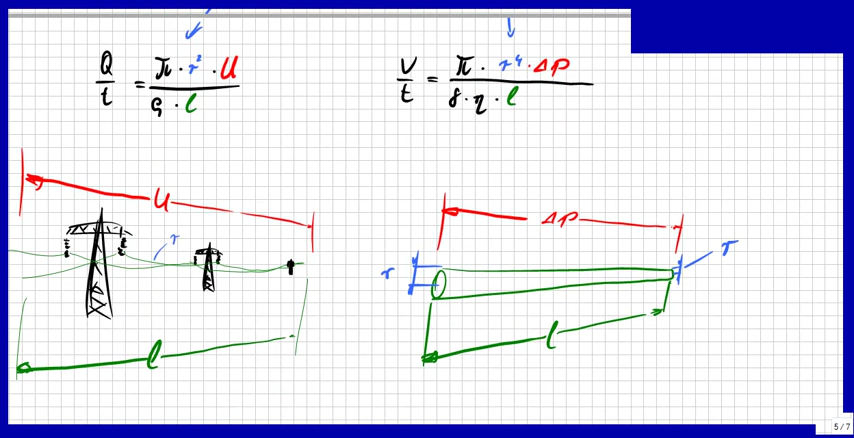 Q/t = π · r² · U / ρ · l
V/t = π · r⁴ · Δp / 8 · η · l
U
Δp
r
r
r
l
l
5 / 7